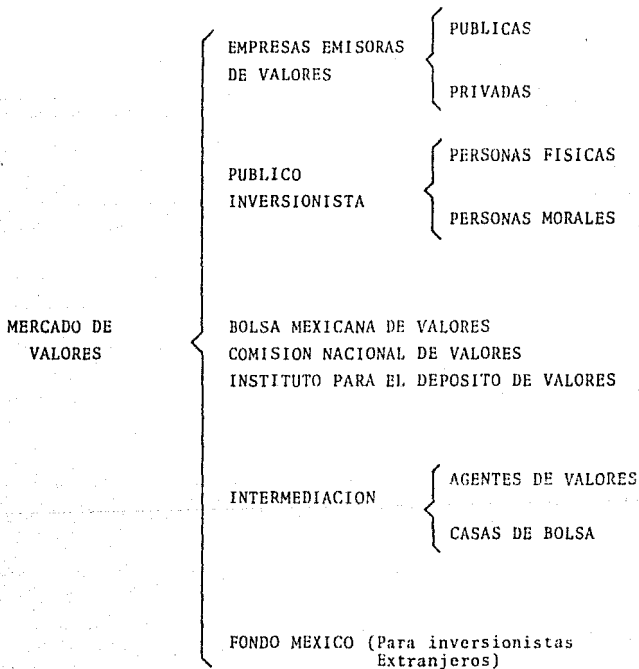 EMPRESAS EMISORAS
DE VALORES
PUBLICAS
PRIVADAS
PUBLICO
INVERSIONISTA
PERSONAS FISICAS
PERSONAS MORALES
MERCADO DE
VALORES
BOLSA MEXICANA DE VALORES
COMISION NACIONAL DE VALORES
INSTITUTO PARA EL DEPOSITO DE VALORES
INTERMEDIACION
AGENTES DE VALORES
CASAS DE BOLSA
FONDO MEXICO (Para inversionistas
Extranjeros)